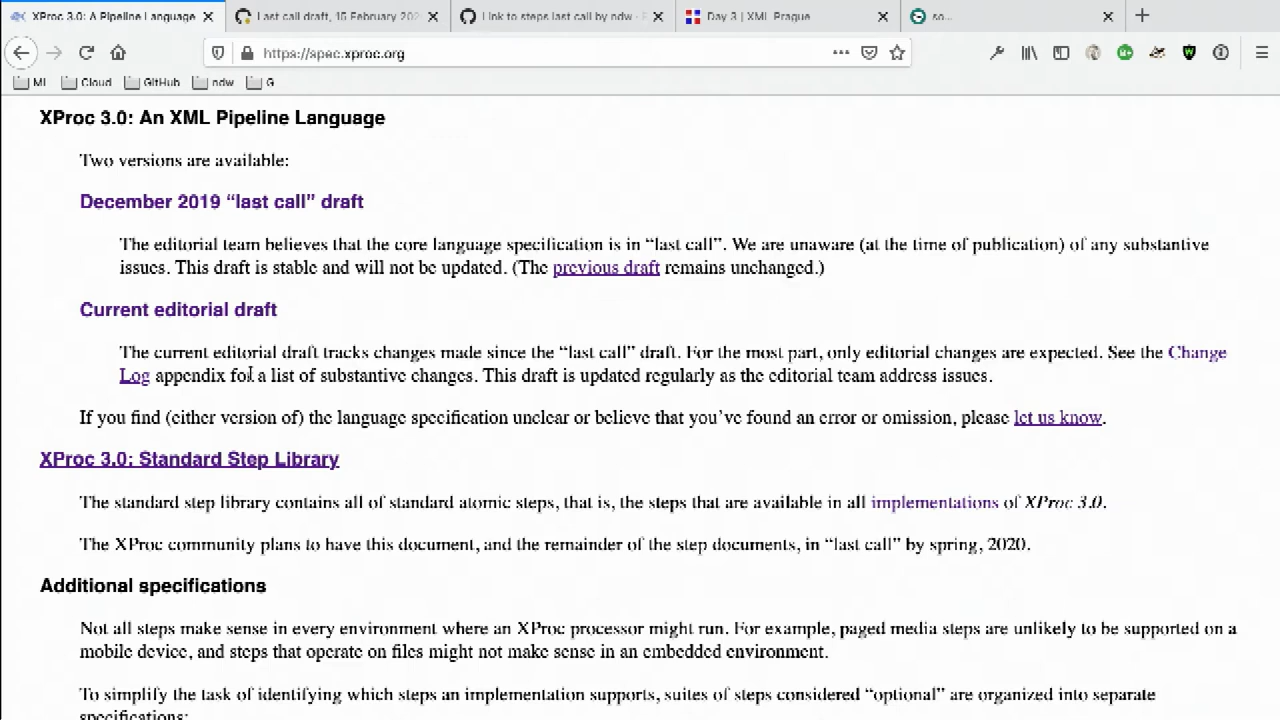 XProc 3.0: A Pipeline Language
Last call draft, 15 February 202
Link to steps last call by ndw ·
Day 3 | XML Prague
so...
https://spec.xproc.org
ML
Cloud
GitHub
ndw
G
XProc 3.0: An XML Pipeline Language
Two versions are available:
December 2019 “last call” draft
The editorial team believes that the core language specification is in “last call”. We are unaware (at the time of publication) of any substantive
issues. This draft is stable and will not be updated. (The previous draft remains unchanged.)
Current editorial draft
The current editorial draft tracks changes made since the “last call” draft. For the most part, only editorial changes are expected. See the Change
Log appendix for a list of substantive changes. This draft is updated regularly as the editorial team address issues.
If you find (either version of) the language specification unclear or believe that you’ve found an error or omission, please let us know.
XProc 3.0: Standard Step Library
The standard step library contains all of standard atomic steps, that is, the steps that are available in all implementations of XProc 3.0.
The XProc community plans to have this document, and the remainder of the step documents, in “last call” by spring, 2020.
Additional specifications
Not all steps make sense in every environment where an XProc processor might run. For example, paged media steps are unlikely to be supported on a
mobile device, and steps that operate on files might not make sense in an embedded environment.
To simplify the task of identifying which steps an implementation supports, suites of steps considered “optional” are organized into separate
specifications: